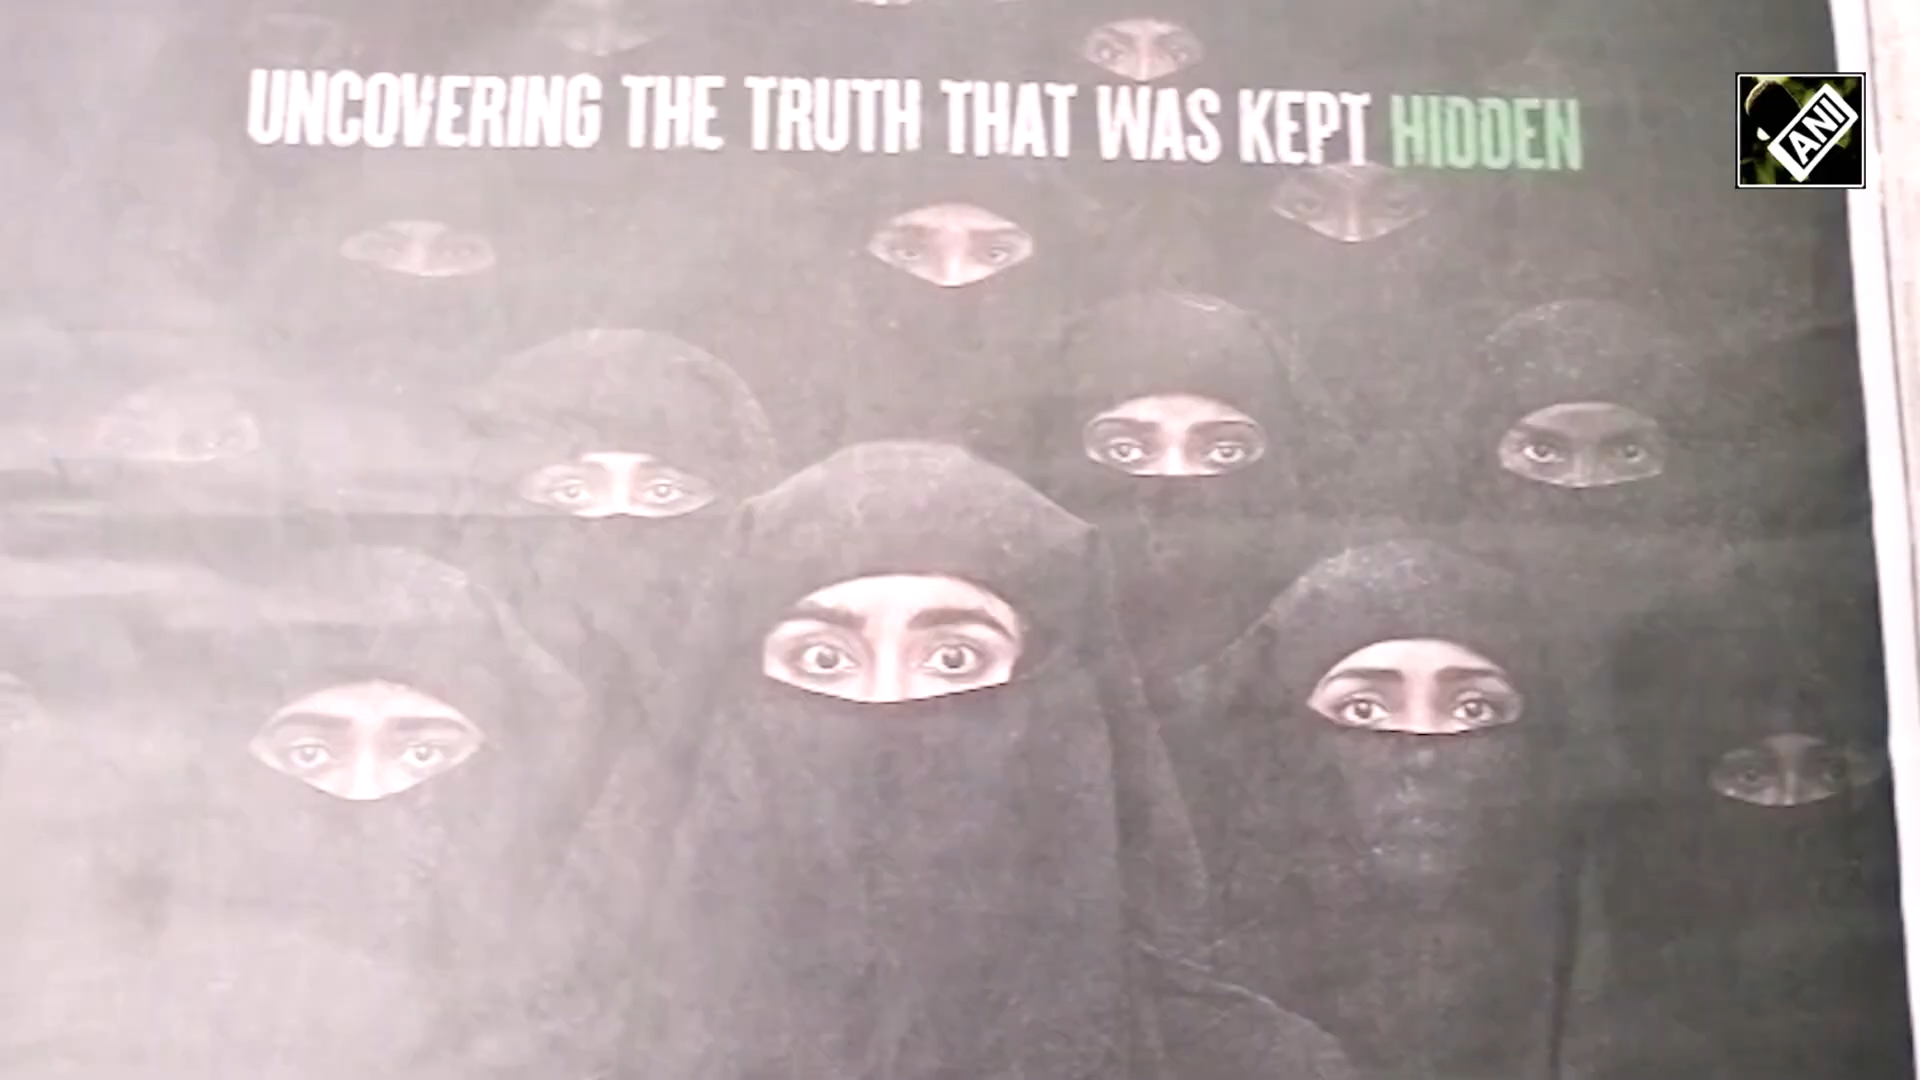 UNCOVERING THE TRUTH THAT WAS KEPT HIDDEN
ANI